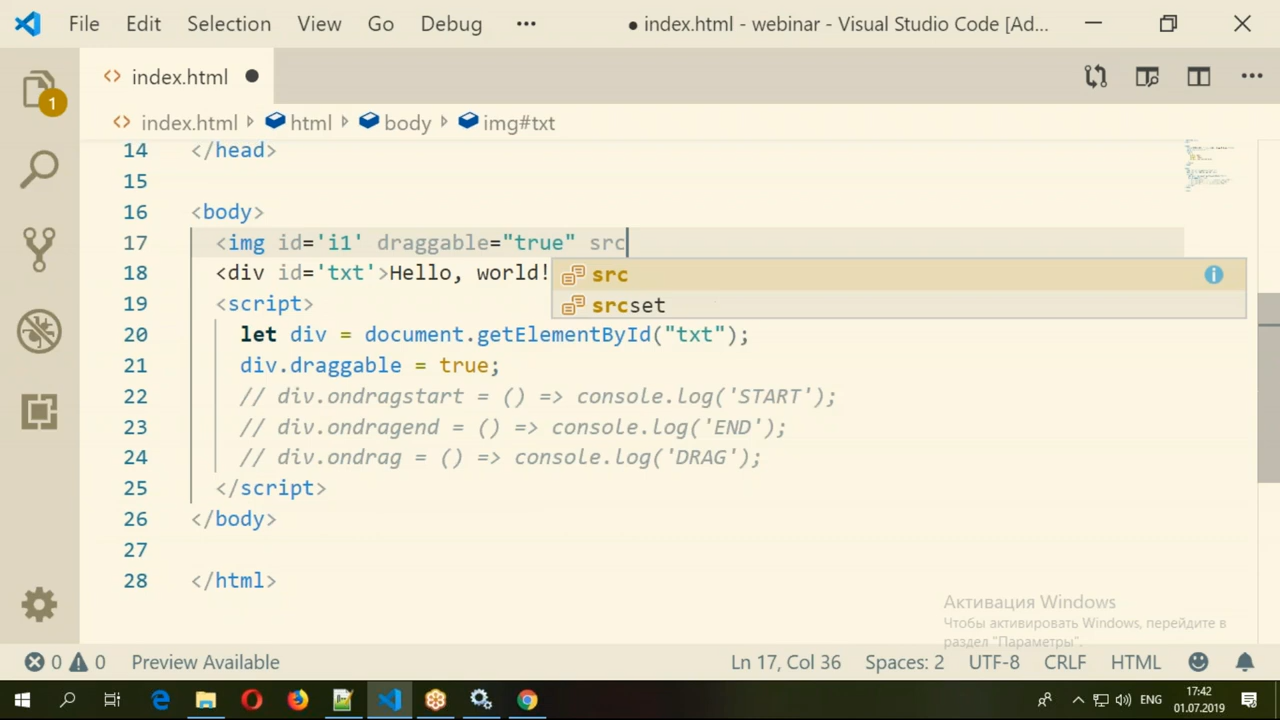 File Edit Selection View Go Debug ··· ● index.html - webinar - Visual Studio Code [Ad...
index.html
index.html html body img#txt
1
14 </head>
15
16 <body>
17 <img id='i1' draggable="true" src
18 <div id='txt'>Hello, world!
src
srcset
19 <script>
20 let div = document.getElementById("txt");
21 div.draggable = true;
22 // div.ondragstart = () => console.log('START');
23 // div.ondragend = () => console.log('END');
24 // div.ondrag = () => console.log('DRAG');
25 </script>
26 </body>
27
28 </html>
Активация Windows
Чтобы активировать Windows, перейдите в
раздел "Параметры".
0 0 Preview Available Ln 17, Col 36 Spaces: 2 UTF-8 CRLF HTML
ENG 17:42
01.07.2019